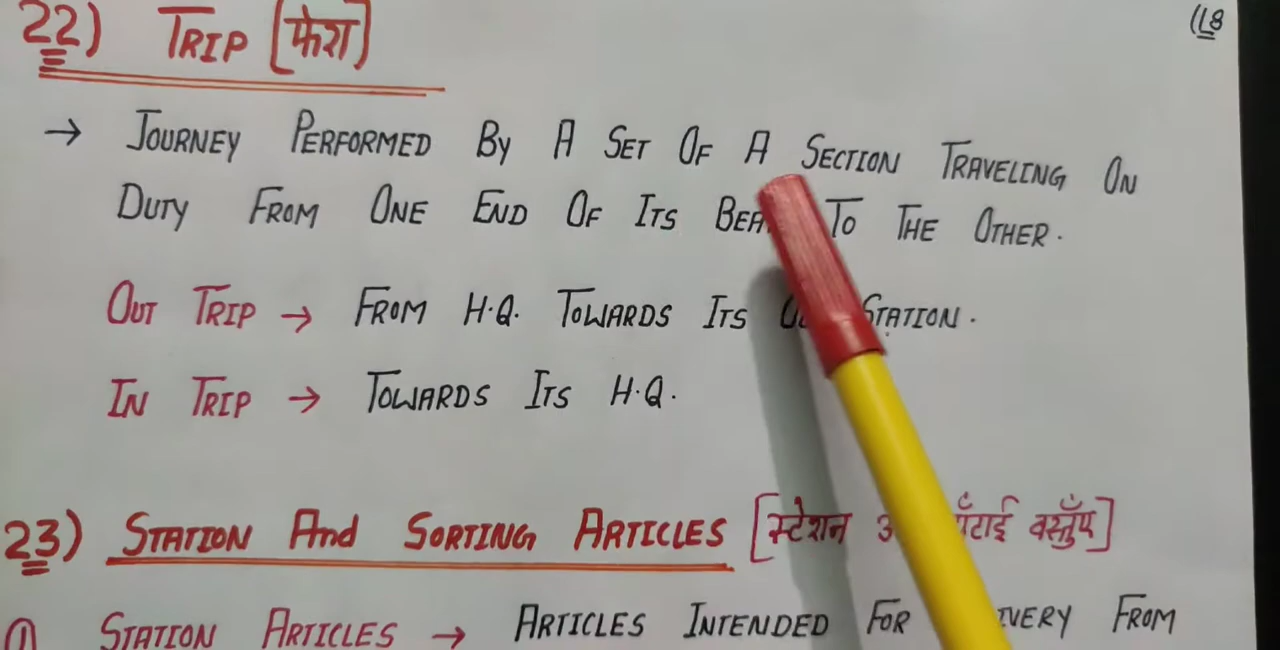 22) TRIP [फेरा]
(L8
→ JOURNEY PERFORMED BY A SET OF A SECTION TRAVELING ON
DUTY FROM ONE END OF ITS TO THE OTHER.
OUT TRIP → FROM H.Q. TOWARDS ITS STATION.
IN TRIP → TOWARDS ITS H.Q.
23) STATION And SORTING ARTICLES [स्टेशन वस्तुँए]
① STATION ARTICLES → ARTICLES INTENDED FOR FROM